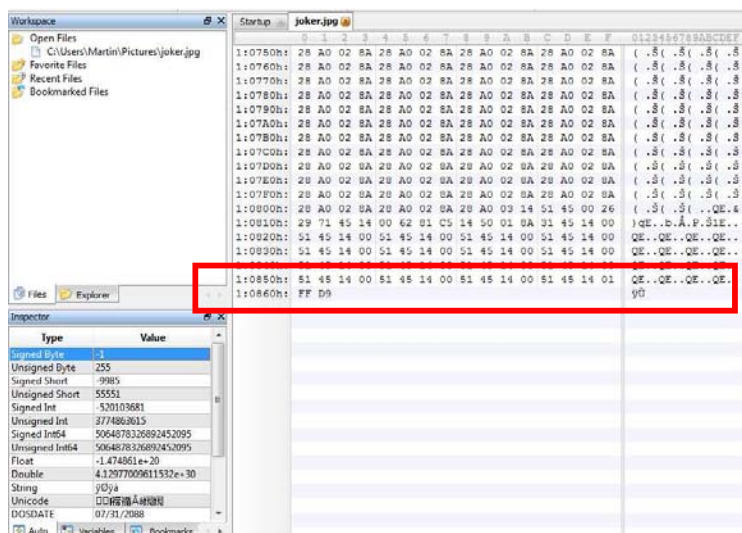 Workspace
Open Files
C:\Users\Martin\Pictures\joker.jpg
Favorite Files
Recent Files
Bookmarked Files
Files Explorer
Inspector
Type Value
Signed Byte -1
Unsigned Byte 255
Signed Short -9985
Unsigned Short 55551
Signed Int -520103681
Unsigned Int 3774863615
Signed Int64 5064878326892452095
Unsigned Int64 5064878326892452095
Float -1.474861e+20
Double 4.12977009611532e+30
String ÿØÿà
Unicode
DOSDATE 07/31/2088
Auto Variables Bookmarks
Startup joker.jpg
0 1 2 3 4 5 6 7 8 9 A B C D E F 0123456789ABCDEF
1:0750h: 28 A0 02 8A 28 A0 02 8A 28 A0 02 8A 28 A0 02 8A ( .Š( .Š( .Š( .Š
1:0760h: 28 A0 02 8A 28 A0 02 8A 28 A0 02 8A 28 A0 02 8A ( .Š( .Š( .Š( .Š
1:0770h: 28 A0 02 8A 28 A0 02 8A 28 A0 02 8A 28 A0 02 8A ( .Š( .Š( .Š( .Š
1:0780h: 28 A0 02 8A 28 A0 02 8A 28 A0 02 8A 28 A0 02 8A ( .Š( .Š( .Š( .Š
1:0790h: 28 A0 02 8A 28 A0 02 8A 28 A0 02 8A 28 A0 02 8A ( .Š( .Š( .Š( .Š
1:07A0h: 28 A0 02 8A 28 A0 02 8A 28 A0 02 8A 28 A0 02 8A ( .Š( .Š( .Š( .Š
1:07B0h: 28 A0 02 8A 28 A0 02 8A 28 A0 02 8A 28 A0 02 8A ( .Š( .Š( .Š( .Š
1:07C0h: 28 A0 02 8A 28 A0 02 8A 28 A0 02 8A 28 A0 02 8A ( .Š( .Š( .Š( .Š
1:07D0h: 28 A0 02 8A 28 A0 02 8A 28 A0 02 8A 28 A0 02 8A ( .Š( .Š( .Š( .Š
1:07E0h: 28 A0 02 8A 28 A0 02 8A 28 A0 02 8A 28 A0 02 8A ( .Š( .Š( .Š( .Š
1:07F0h: 28 A0 02 8A 28 A0 02 8A 28 A0 02 8A 28 A0 02 8A ( .Š( .Š( .Š( .Š
1:0800h: 28 A0 02 8A 28 A0 02 8A 28 A0 03 14 51 45 00 26 ( .Š( .Š( ..QE.&
1:0810h: 29 71 45 14 00 62 81 C5 14 50 01 8A 31 45 14 00 )qE..b.Å.P.Š1E..
1:0820h: 51 45 14 00 51 45 14 00 51 45 14 00 51 45 14 00 QE..QE..QE..QE..
1:0830h: 51 45 14 00 51 45 14 00 51 45 14 00 51 45 14 00 QE..QE..QE..QE..
1:0850h: 51 45 14 00 51 45 14 00 51 45 14 00 51 45 14 01 QE..QE..QE..QE.
1:0860h: FF D9 ÿÙ